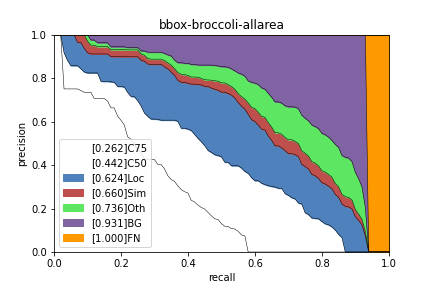 bbox-broccoli-allarea
1.0
0.8
0.6
0.4
0.2
0.0
precision
[0.262]C75
[0.442]C50
[0.624]Loc
[0.660]Sim
[0.736]Oth
[0.931]BG
[1.000]FN
0.0 0.2 0.4 0.6 0.8 1.0
recall